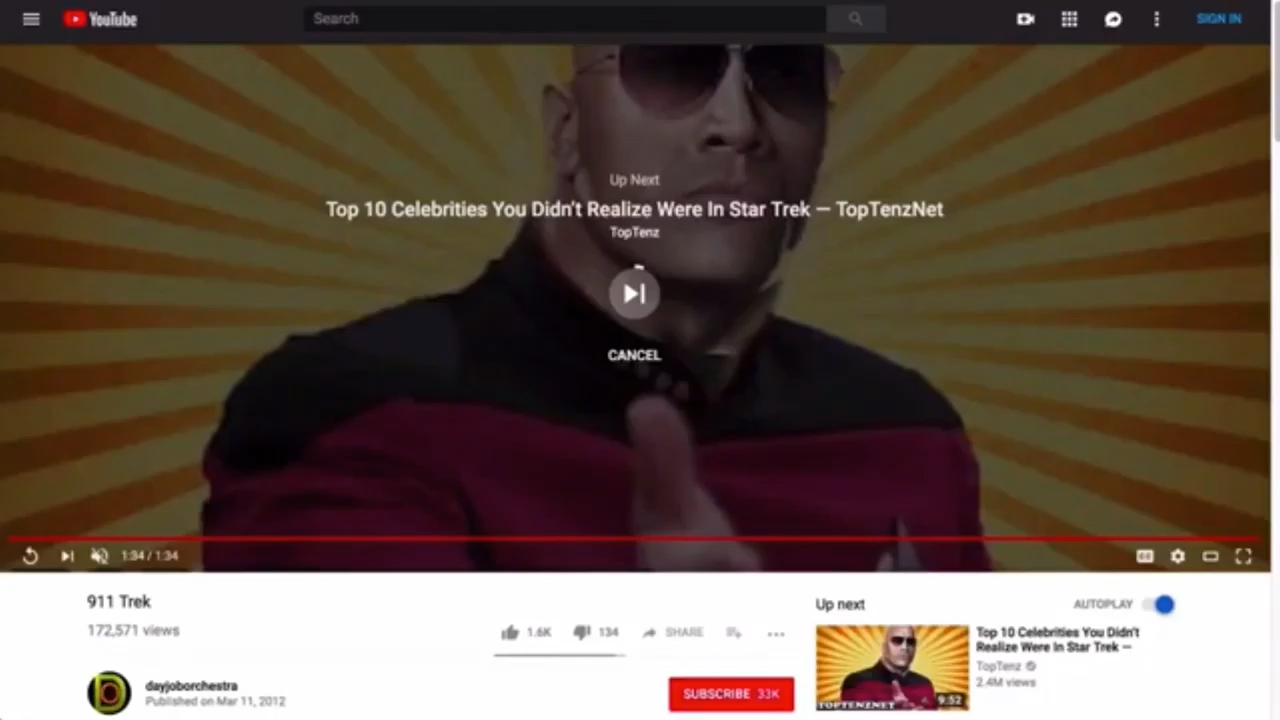 YouTube
Search
SIGN IN
Up Next
Top 10 Celebrities You Didn't Realize Were In Star Trek — TopTenzNet
TopTenz
CANCEL
1:34 / 1:34
CC
911 Trek
172,571 views
1.6K
134
SHARE
dayjoborchestra
Published on Mar 11, 2012
SUBSCRIBE 33K
Up next
AUTOPLAY
Top 10 Celebrities You Didn't
Realize Were In Star Trek —
TopTenz
2.4M views
TOPTENZNET
9:52